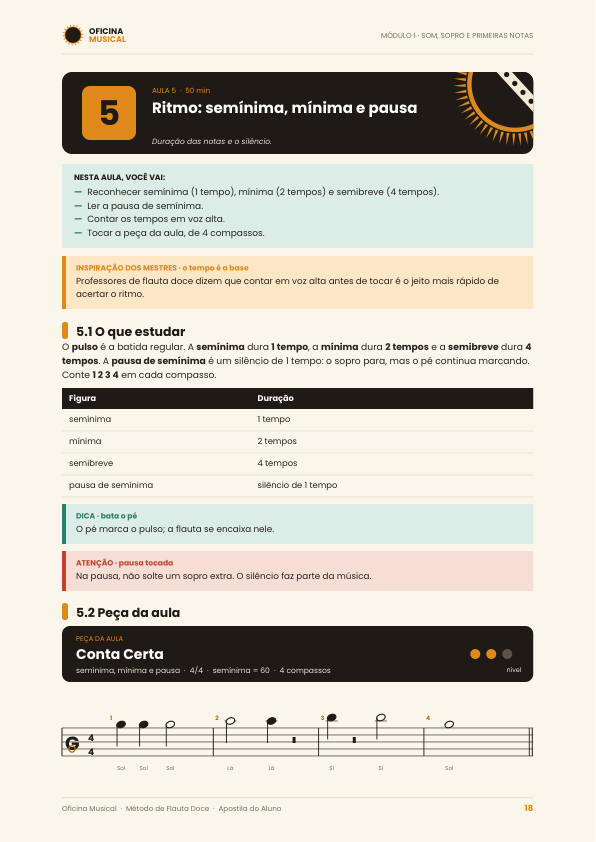 OFICINA
MUSICAL
MÓDULO 1 · SOM, SOPRO E PRIMEIRAS NOTAS
5
AULA 5 · 50 min
Ritmo: semínima, mínima e pausa
Duração das notas e o silêncio.
NESTA AULA, VOCÊ VAI:
— Reconhecer semínima (1 tempo), mínima (2 tempos) e semibreve (4 tempos).
— Ler a pausa de semínima.
— Contar os tempos em voz alta.
— Tocar a peça da aula, de 4 compassos.
INSPIRAÇÃO DOS MESTRES · o tempo é a base
Professores de flauta doce dizem que contar em voz alta antes de tocar é o jeito mais rápido de
acertar o ritmo.
5.1 O que estudar
O pulso é a batida regular. A semínima dura 1 tempo, a mínima dura 2 tempos e a semibreve dura 4
tempos. A pausa de semínima é um silêncio de 1 tempo: o sopro para, mas o pé continua marcando.
Conte 1 2 3 4 em cada compasso.
Figura Duração
semínima 1 tempo
mínima 2 tempos
semibreve 4 tempos
pausa de semínima silêncio de 1 tempo
DICA · bata o pé
O pé marca o pulso; a flauta se encaixa nele.
ATENÇÃO · pausa tocada
Na pausa, não solte um sopro extra. O silêncio faz parte da música.
5.2 Peça da aula
PEÇA DA AULA
Conta Certa
semínima, mínima e pausa · 4/4 · semínima = 60 · 4 compassos
nível
1 2 3 4
G 4
4
Sol Sol Sol Lá Lá Si Si Sol
Oficina Musical · Método de Flauta Doce · Apostila do Aluno
18